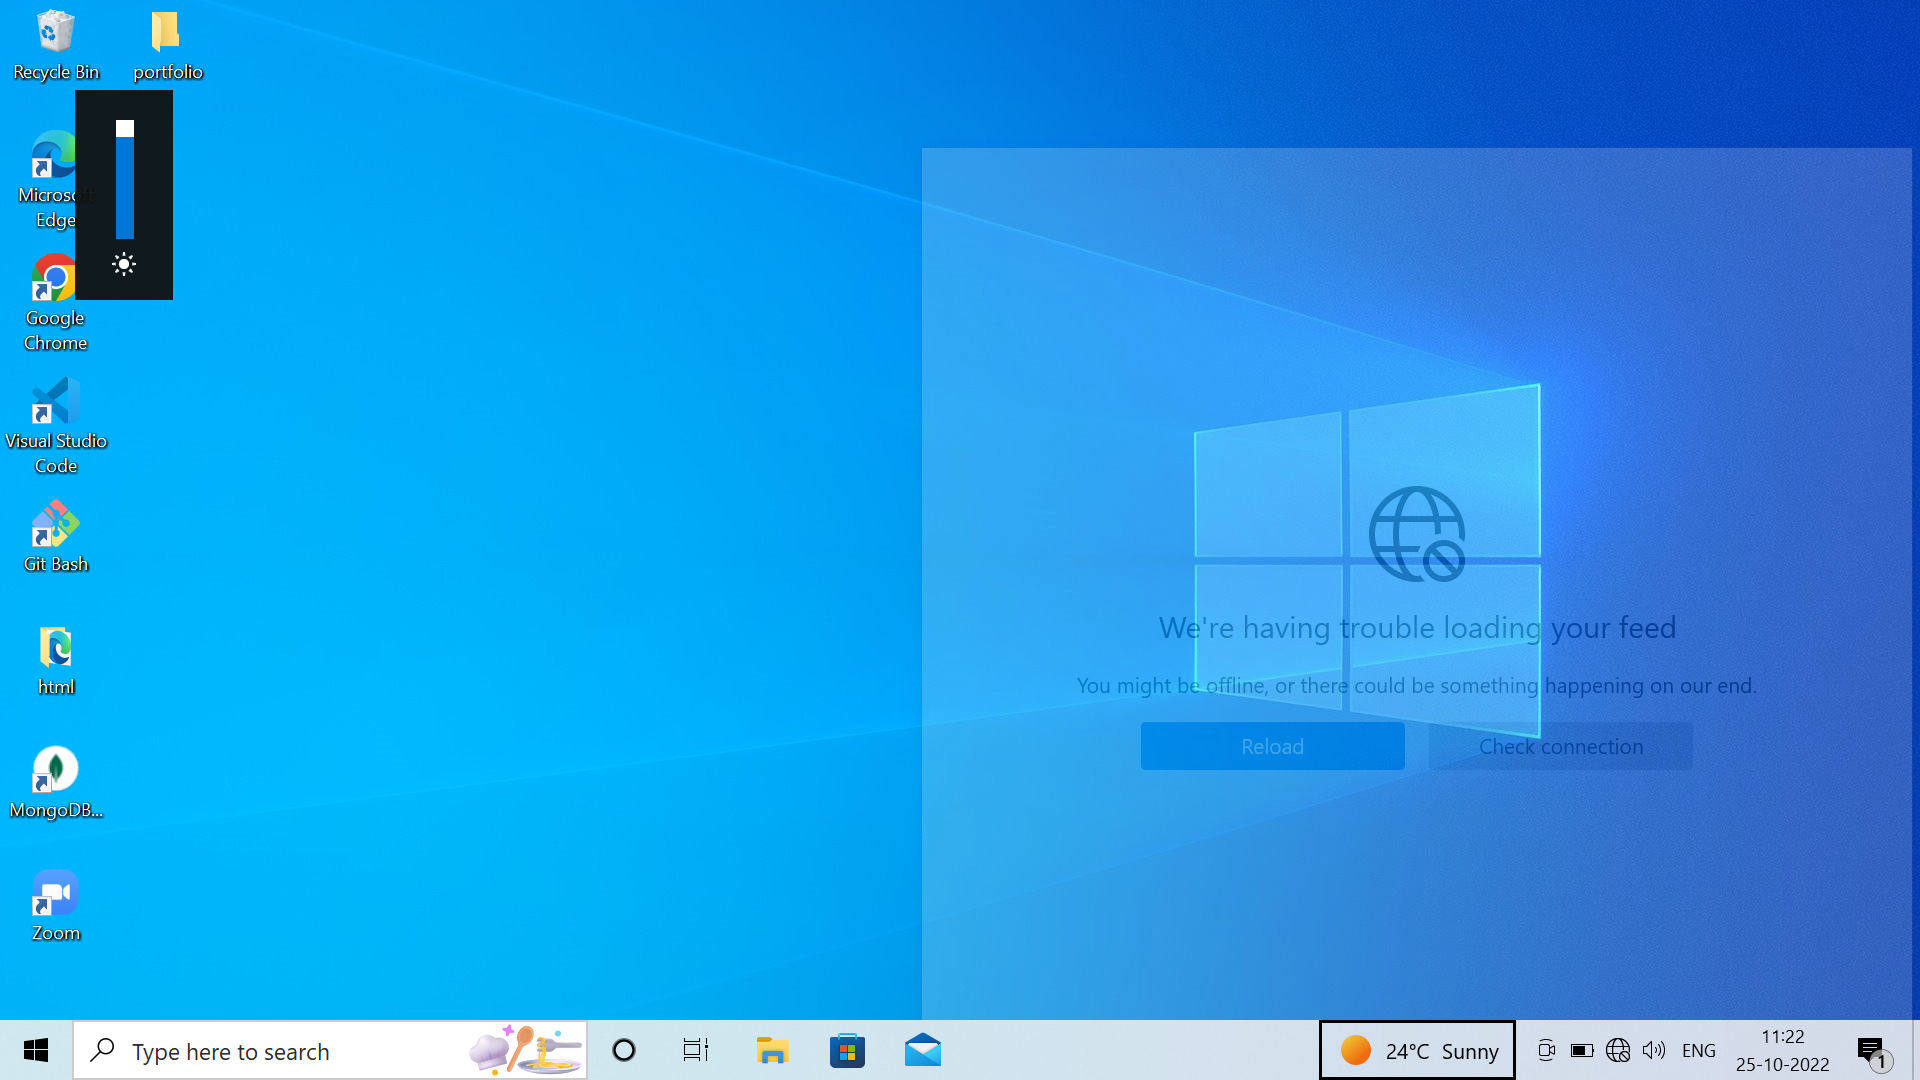 Recycle Bin
portfolio
Microsoft
Edge
Google
Chrome
Visual Studio
Code
Git Bash
html
MongoDB...
Zoom
We're having trouble loading your feed
You might be offline, or there could be something happening on our end.
Reload
Check connection
Type here to search
24°C Sunny
ENG
11:22
25-10-2022
1